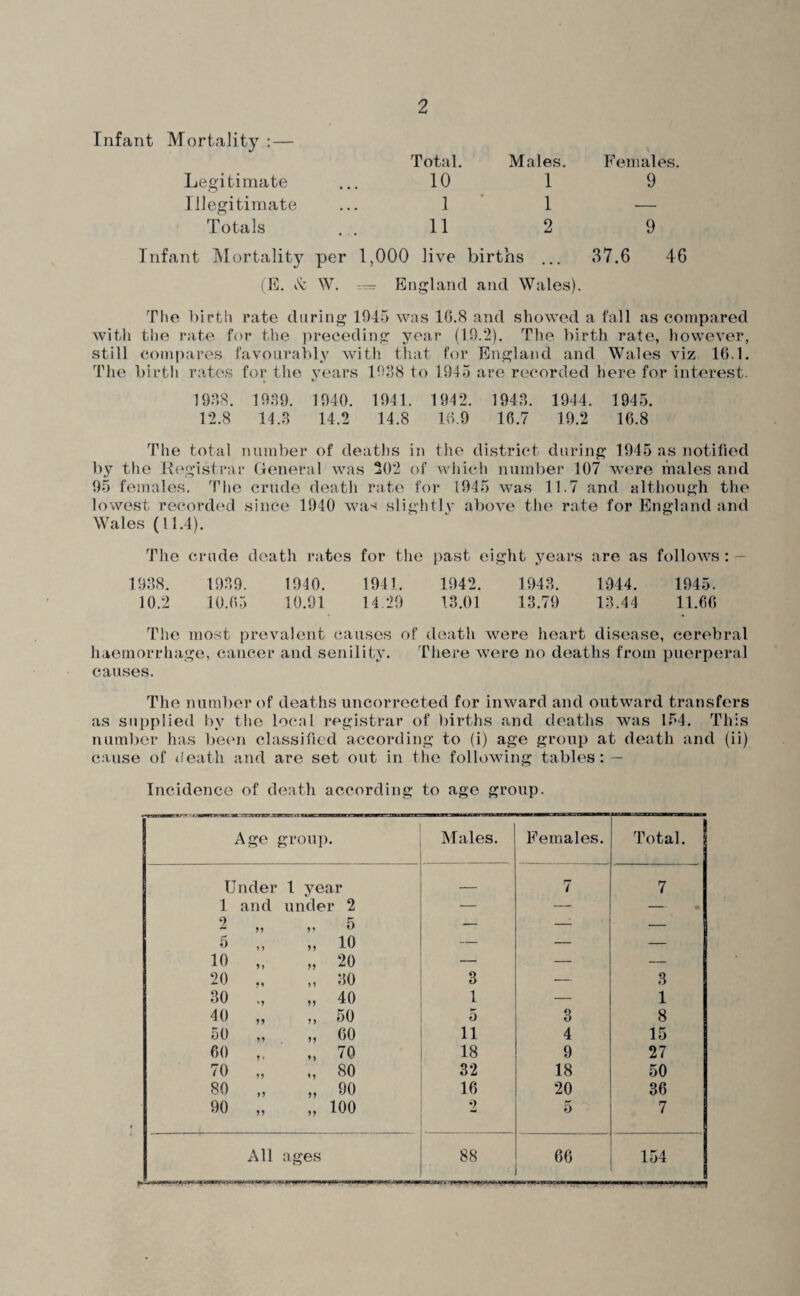 2
Infant Mortality :—
Total. Males. Females.
Legitimate ... 10 1 9
Illegitimate ... 1 1 —
Totals ... 11 2 9
Infant Mortality per 1,000 live births ... 37.6 46
(E. & W. = England and Wales).
The birth rate during 1945 was 16.8 and showed a fall as compared
with the rate for the preceding year (19.2). The birth rate, however,
still compares favourably with that for England and Wales viz 16.1.
The birth rates for the years 1938 to 1945 are recorded here for interest.
1938. 1939. 1940. 1941. 1942. 1943. 1944. 1945.
12.8 14.3 14.2 14.8 16.9 16.7 19.2 16.8
The total number of deaths in the district during 1945 as notified
by the Registrar General was 202 of which number 107 were males and
95 females. The crude death rate for 1945 was 11.7 and although the
lowest recorded since 1940 was slightly above the rate for England and
Wales (11.4).
The crude death rates for the past eight years are as follows : —
1938. 1939. 1940. 1941. 1942. 1943. 1944. 1945.
10.2 10.65 10.91 14.29 13.01 13.79 13.44 11.66
The most prevalent causes of death were heart disease, cerebral
haemorrhage, cancer and senility. There were no deaths from puerperal
causes.
The number of deaths uncorrected for inward and outward transfers
as supplied by the local registrar of births and deaths was 154. This
number has been classified according to (i) age group at death and (ii)
cause of death and are set out in the following tables : —
Incidence of death according to age group.
Age group. Males. Females. Total.
Under 1 year — 7 7
1 and under 2 — — —
2 „ „ 5 — — —
5 „ „ 10 — — —
10 „ „ 20 — — —
20 „ „ 30 3 — 3
30 „ „ 40 1 — 1
40 „ „ 50 5 3 8
50 „ „ 60 11 4 15
60 „ „ 70 18 9 27
70 „ „ 80 32 18 50
80 „ „ 90 16 20 36
90 „ „ 100 2 5 7
All ages 88 66 154